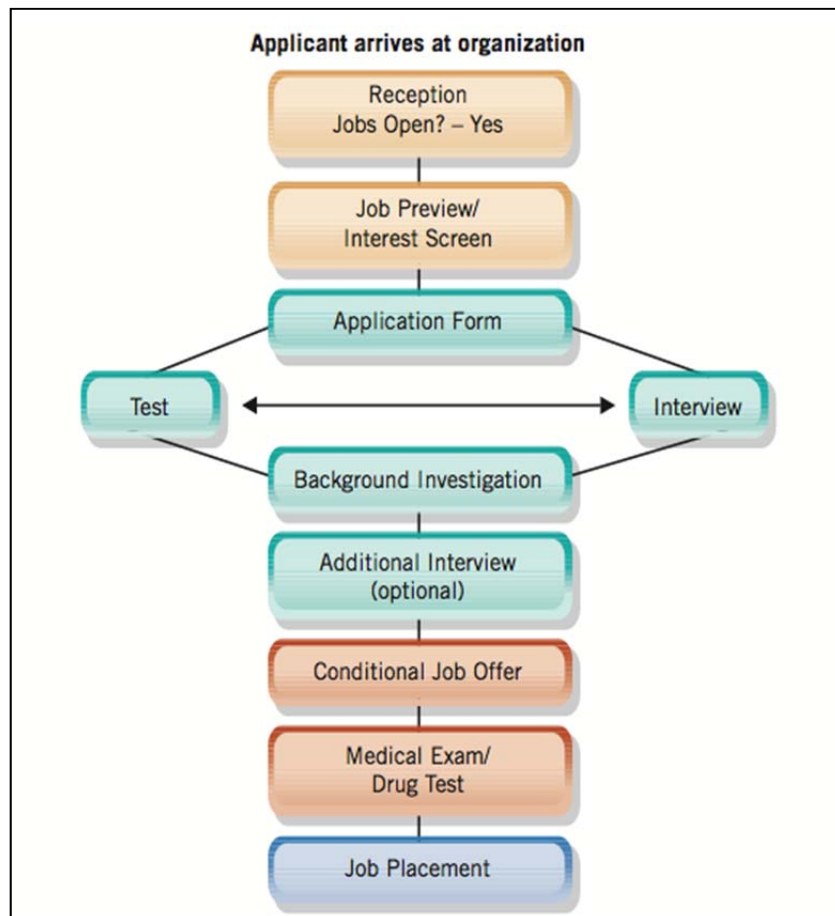 Applicant arrives at organization
Reception
Jobs Open? – Yes
Job Preview/
Interest Screen
Application Form
Test
Interview
Background Investigation
Additional Interview
(optional)
Conditional Job Offer
Medical Exam/
Drug Test
Job Placement